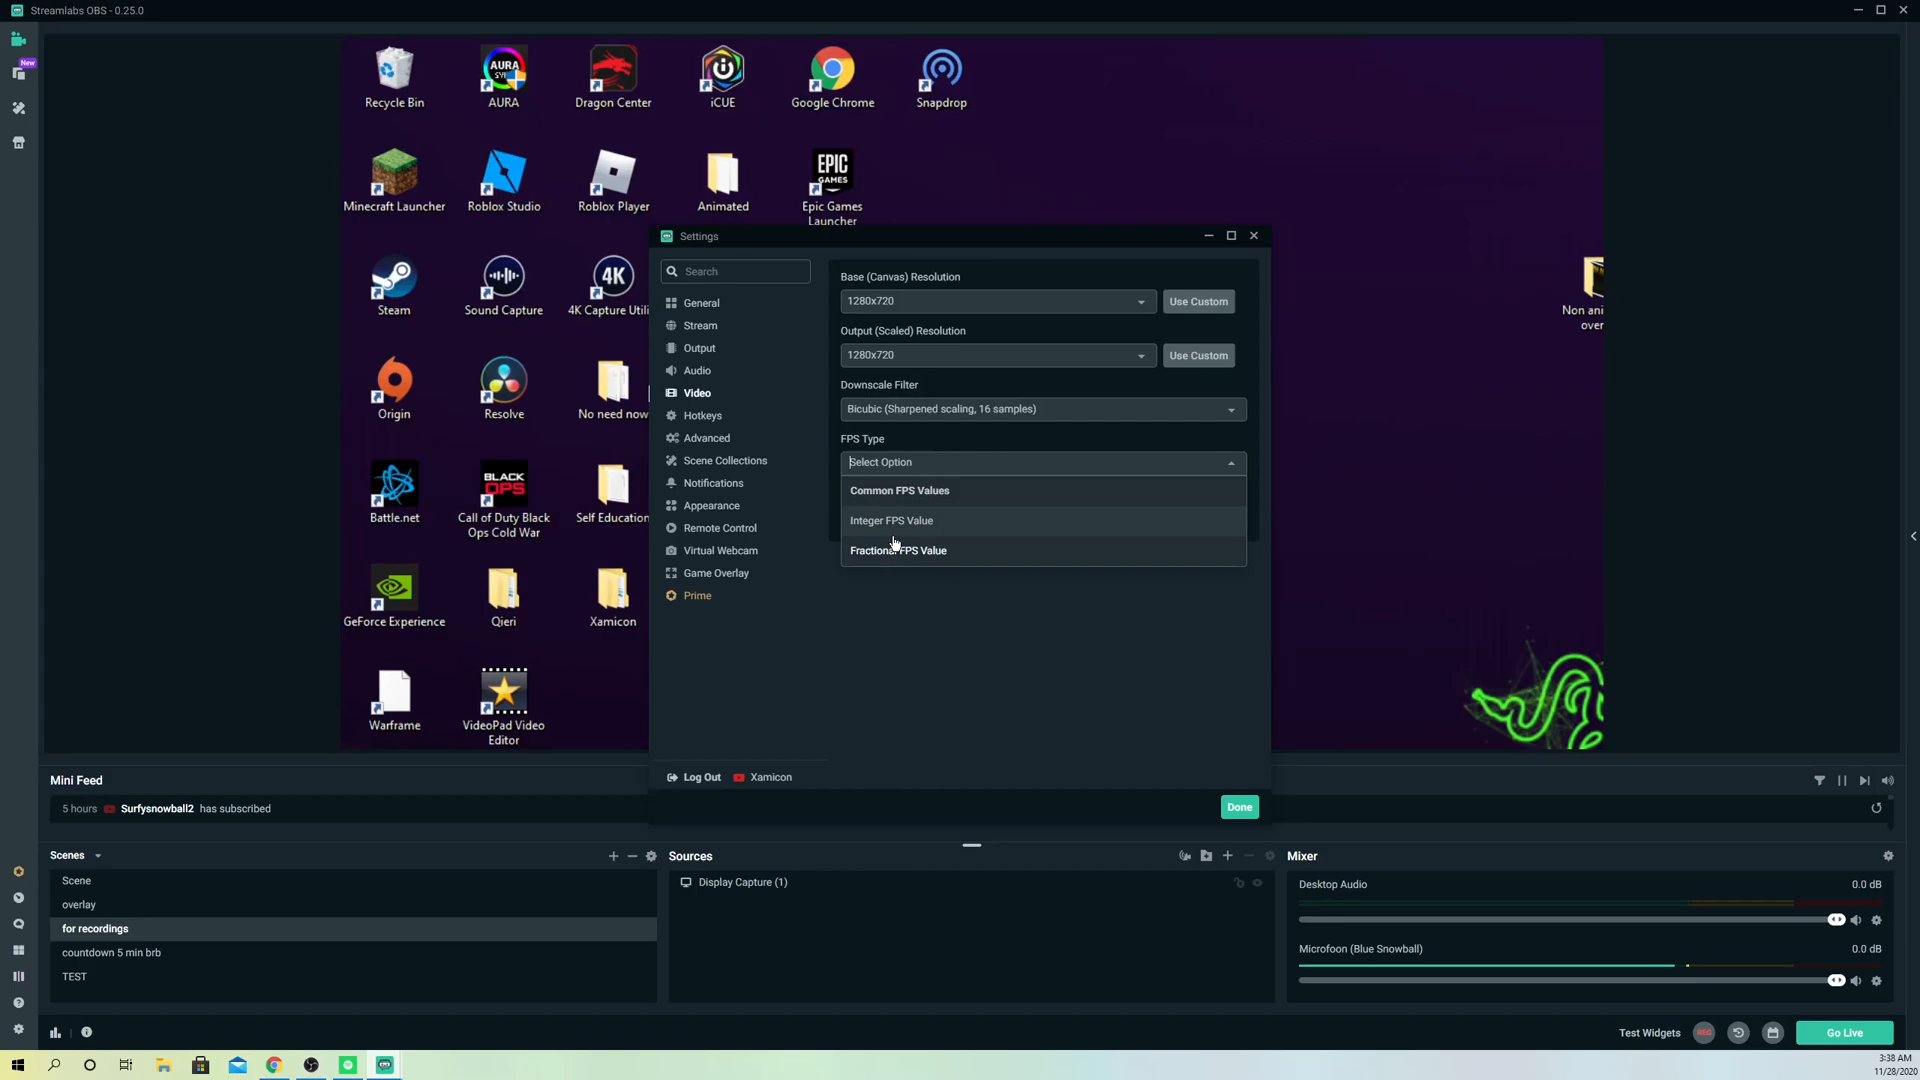 Streamlabs OBS - 0.25.0
New
Recycle Bin
AURA
Dragon Center
iCUE
Google Chrome
Snapdrop
Minecraft Launcher
Roblox Studio
Roblox Player
Animated
EPIC
GAMES
Epic Games
Launcher
Steam
Sound Capture
4K
4K Capture Utili
Non ani
over
Origin
Resolve
No need now
Battle.net
BLACK
OPS
Call of Duty Black
Ops Cold War
Self Education
GeForce Experience
Qieri
Xamicon
Warframe
VideoPad Video
Editor
Settings
Search
General
Stream
Output
Audio
Video
Hotkeys
Advanced
Scene Collections
Notifications
Appearance
Remote Control
Virtual Webcam
Game Overlay
Prime
Base (Canvas) Resolution
1280x720
Use Custom
Output (Scaled) Resolution
1280x720
Use Custom
Downscale Filter
Bicubic (Sharpened scaling, 16 samples)
FPS Type
Select Option
Common FPS Values
Integer FPS Value
Fractional FPS Value
Log Out
Xamicon
Done
Mini Feed
5 hours Surfysnowball2 has subscribed
Scenes
Scene
overlay
for recordings
countdown 5 min brb
TEST
Sources
Display Capture (1)
Mixer
Desktop Audio 0.0 dB
Microfoon (Blue Snowball) 0.0 dB
Test Widgets
REC
Go Live
3:38 AM
11/28/2020